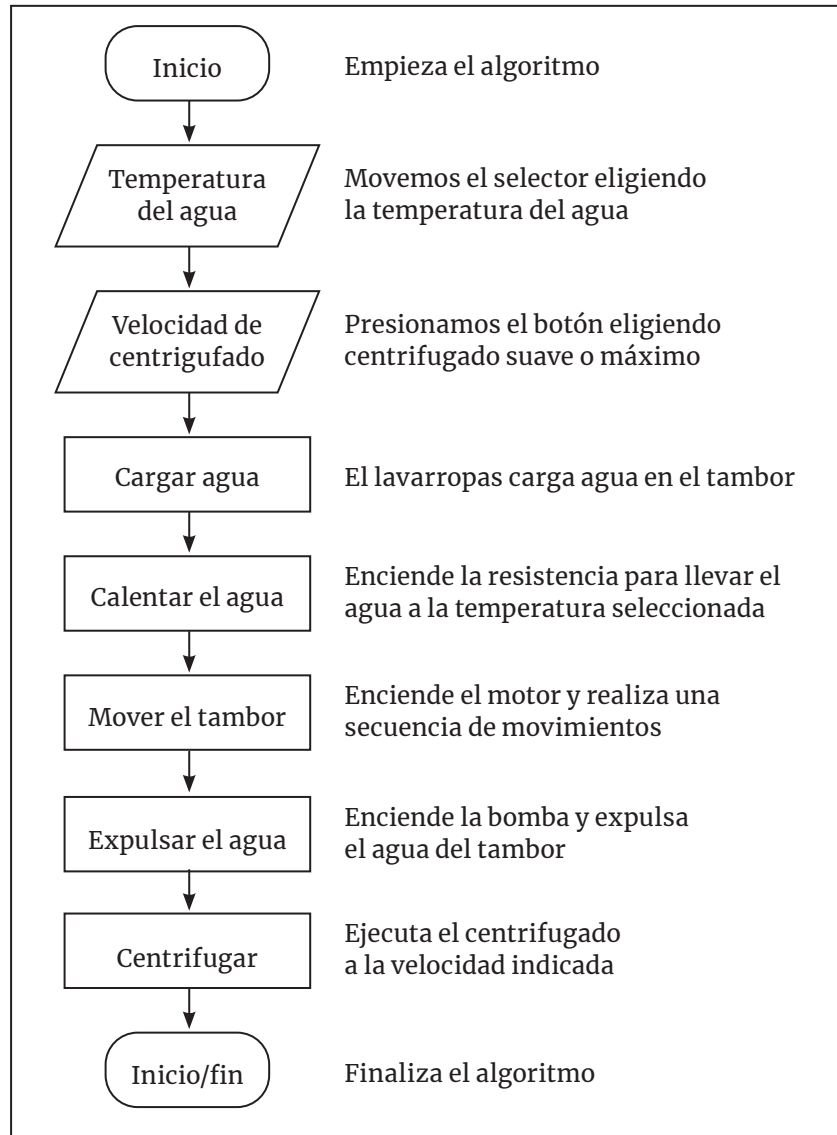 Inicio
Empieza el algoritmo
Temperatura
del agua
Movemos el selector eligiendo
la temperatura del agua
Velocidad de
centrigufado
Presionamos el botón eligiendo
centrifugado suave o máximo
Cargar agua
El lavarropas carga agua en el tambor
Calentar el agua
Enciende la resistencia para llevar el
agua a la temperatura seleccionada
Mover el tambor
Enciende el motor y realiza una
secuencia de movimientos
Expulsar el agua
Enciende la bomba y expulsa
el agua del tambor
Centrifugar
Ejecuta el centrifugado
a la velocidad indicada
Inicio/fin
Finaliza el algoritmo